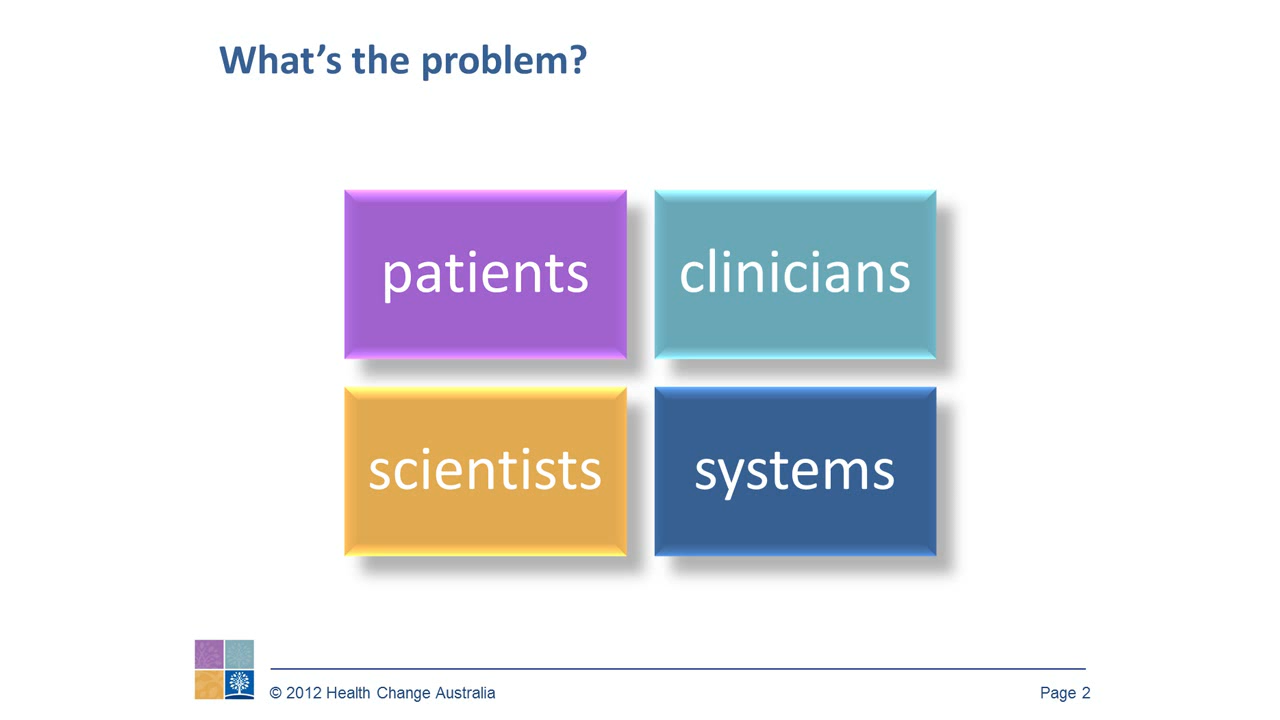 What’s the problem?
patients
clinicians
scientists
systems
© 2012 Health Change Australia
Page 2